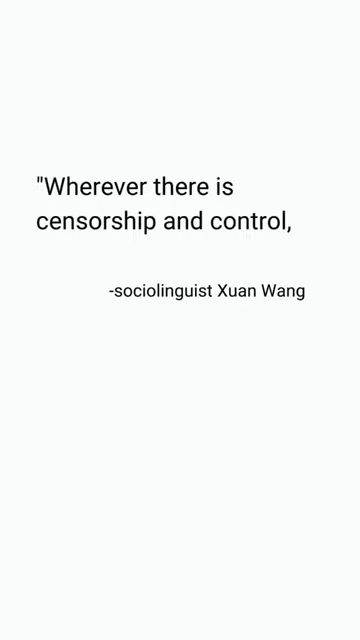 "Wherever there is
censorship and control,
-sociolinguist Xuan Wang